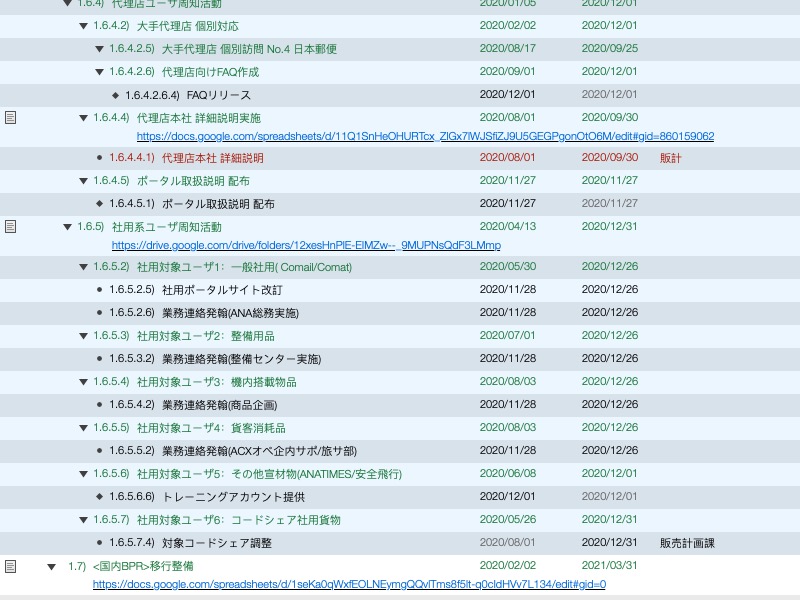 1.6.4) 代理店ユーザ周知活動 2020/01/05 2020/12/01
1.6.4.2) 大手代理店 個別対応 2020/02/02 2020/12/01
1.6.4.2.5) 大手代理店 個別訪問 No.4 日本郵便 2020/08/17 2020/09/25
1.6.4.2.6) 代理店向けFAQ作成 2020/09/01 2020/12/01
1.6.4.2.6.4) FAQリリース 2020/12/01 2020/12/01
1.6.4.4) 代理店本社 詳細説明実施 2020/08/01 2020/09/30
https://docs.google.com/spreadsheets/d/11Q1SnHeOHURTcx_ZlGx7lWJSfiZJ9U5GEGPgonOtO6M/edit#gid=860159062
1.6.4.4.1) 代理店本社 詳細説明 2020/08/01 2020/09/30 販計
1.6.4.5) ポータル取扱説明 配布 2020/11/27 2020/11/27
1.6.4.5.1) ポータル取扱説明 配布 2020/11/27 2020/11/27
1.6.5) 社用系ユーザ周知活動 2020/04/13 2020/12/31
https://drive.google.com/drive/folders/12xesHnPlE-ElMZw--_9MUPNsQdF3LMmp
1.6.5.2) 社用対象ユーザ1：一般社用( Comail/Comat) 2020/05/30 2020/12/26
1.6.5.2.5) 社用ポータルサイト改訂 2020/11/28 2020/12/26
1.6.5.2.6) 業務連絡発翰(ANA総務実施) 2020/11/28 2020/12/26
1.6.5.3) 社用対象ユーザ2：整備用品 2020/07/01 2020/12/26
1.6.5.3.2) 業務連絡発翰(整備センター実施) 2020/11/28 2020/12/26
1.6.5.4) 社用対象ユーザ3：機内搭載物品 2020/08/03 2020/12/26
1.6.5.4.2) 業務連絡発翰(商品企画) 2020/11/28 2020/12/26
1.6.5.5) 社用対象ユーザ4：貨客消耗品 2020/08/03 2020/12/26
1.6.5.5.2) 業務連絡発翰(ACXオペ企内サポ/旅サ部) 2020/11/28 2020/12/26
1.6.5.6) 社用対象ユーザ5：その他宣材物(ANATIMES/安全飛行) 2020/06/08 2020/12/01
1.6.5.6.6) トレーニングアカウント提供 2020/12/01 2020/12/01
1.6.5.7) 社用対象ユーザ6：コードシェア社用貨物 2020/05/26 2020/12/31
1.6.5.7.4) 対象コードシェア調整 2020/08/01 2020/12/31 販売計画課
1.7) <国内BPR>移行整備 2020/02/02 2021/03/31
https://docs.google.com/spreadsheets/d/1seKa0qWxfEOLNEymgQQvlTms8f5lt-q0cldHVv7L134/edit#gid=0